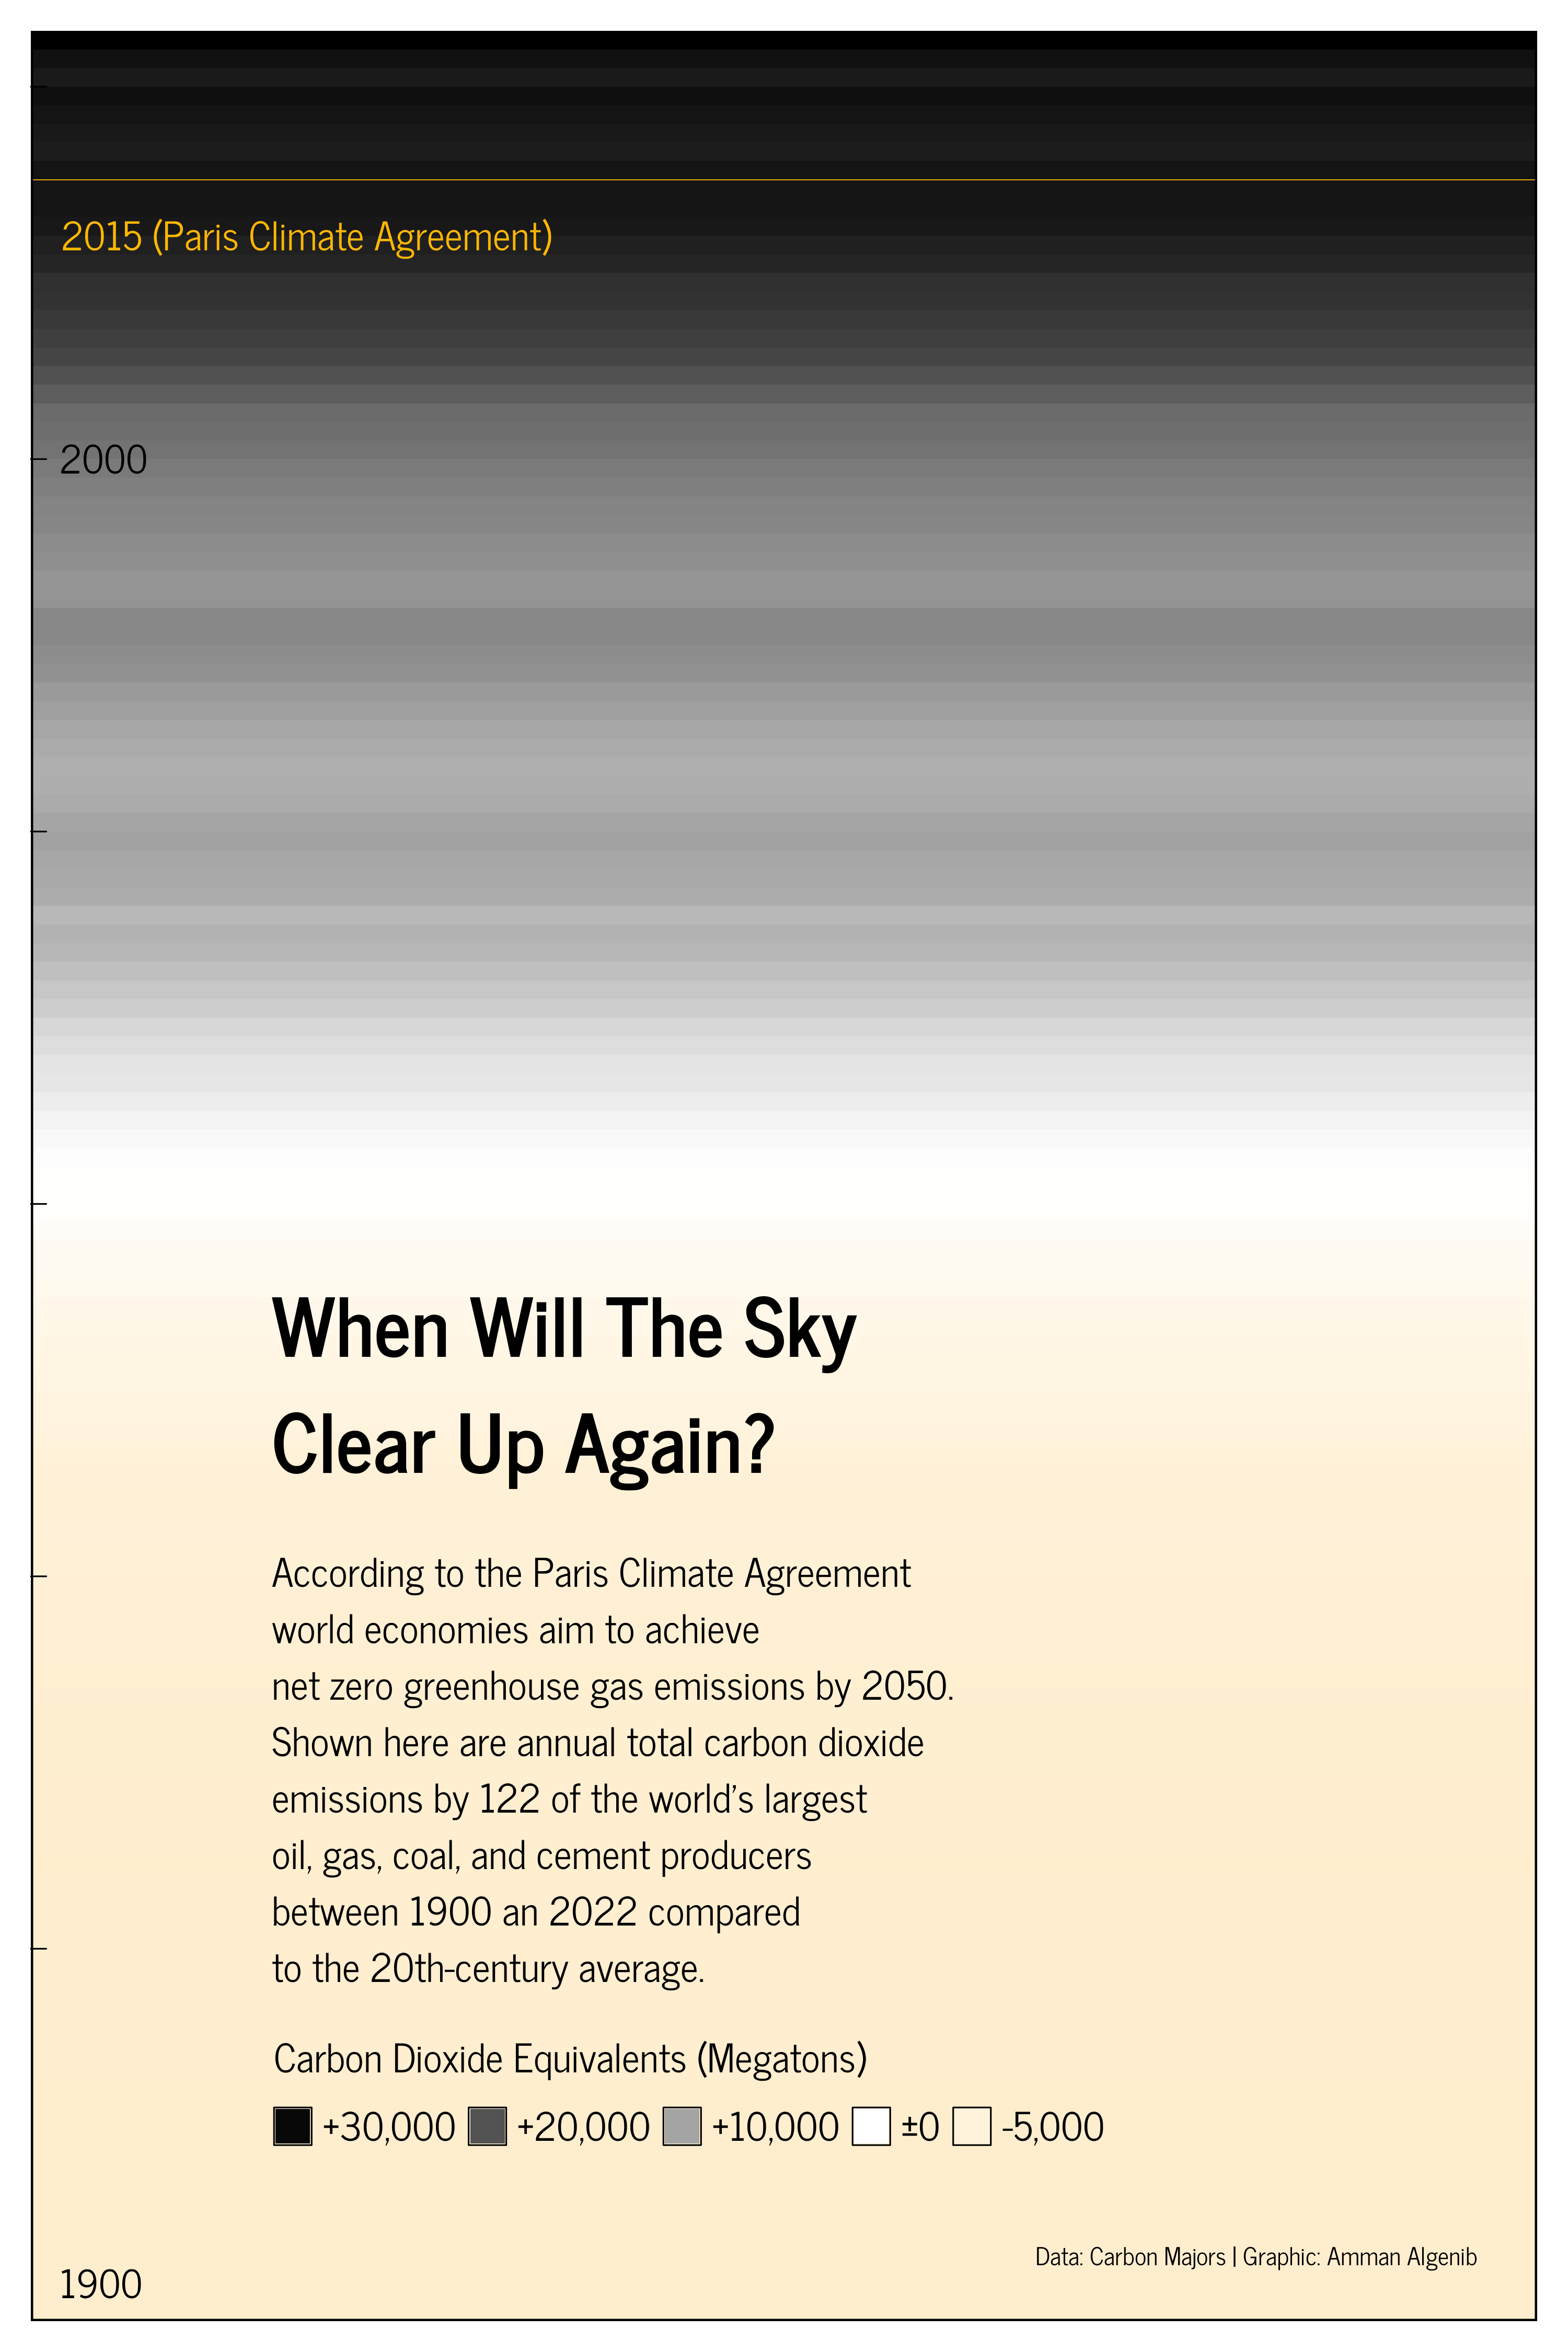 2015 (Paris Climate Agreement)
2000
When Will The Sky
Clear Up Again?
According to the Paris Climate Agreement
world economies aim to achieve
net zero greenhouse gas emissions by 2050.
Shown here are annual total carbon dioxide
emissions by 122 of the world’s largest
oil, gas, coal, and cement producers
between 1900 an 2022 compared
to the 20th-century average.
Carbon Dioxide Equivalents (Megatons)
+30,000 +20,000 +10,000 ±0 -5,000
Data: Carbon Majors | Graphic: Amman Algenib
1900